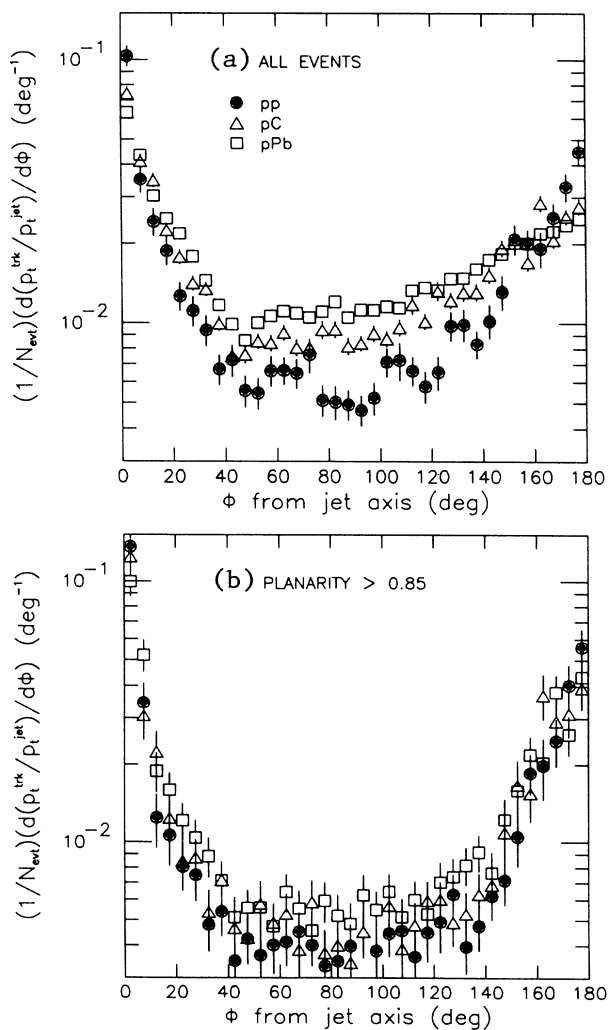 (a) ALL EVENTS
pp
pC
pPb
(1/N_evt)(d(p_t^trk/p_t^jet)/dΦ) (deg⁻¹)
10⁻¹
10⁻²
0 20 40 60 80 100 120 140 160 180
Φ from jet axis (deg)
(b) PLANARITY > 0.85
(1/N_evt)(d(p_t^trk/p_t^jet)/dΦ) (deg⁻¹)
10⁻¹
10⁻²
0 20 40 60 80 100 120 140 160 180
Φ from jet axis (deg)